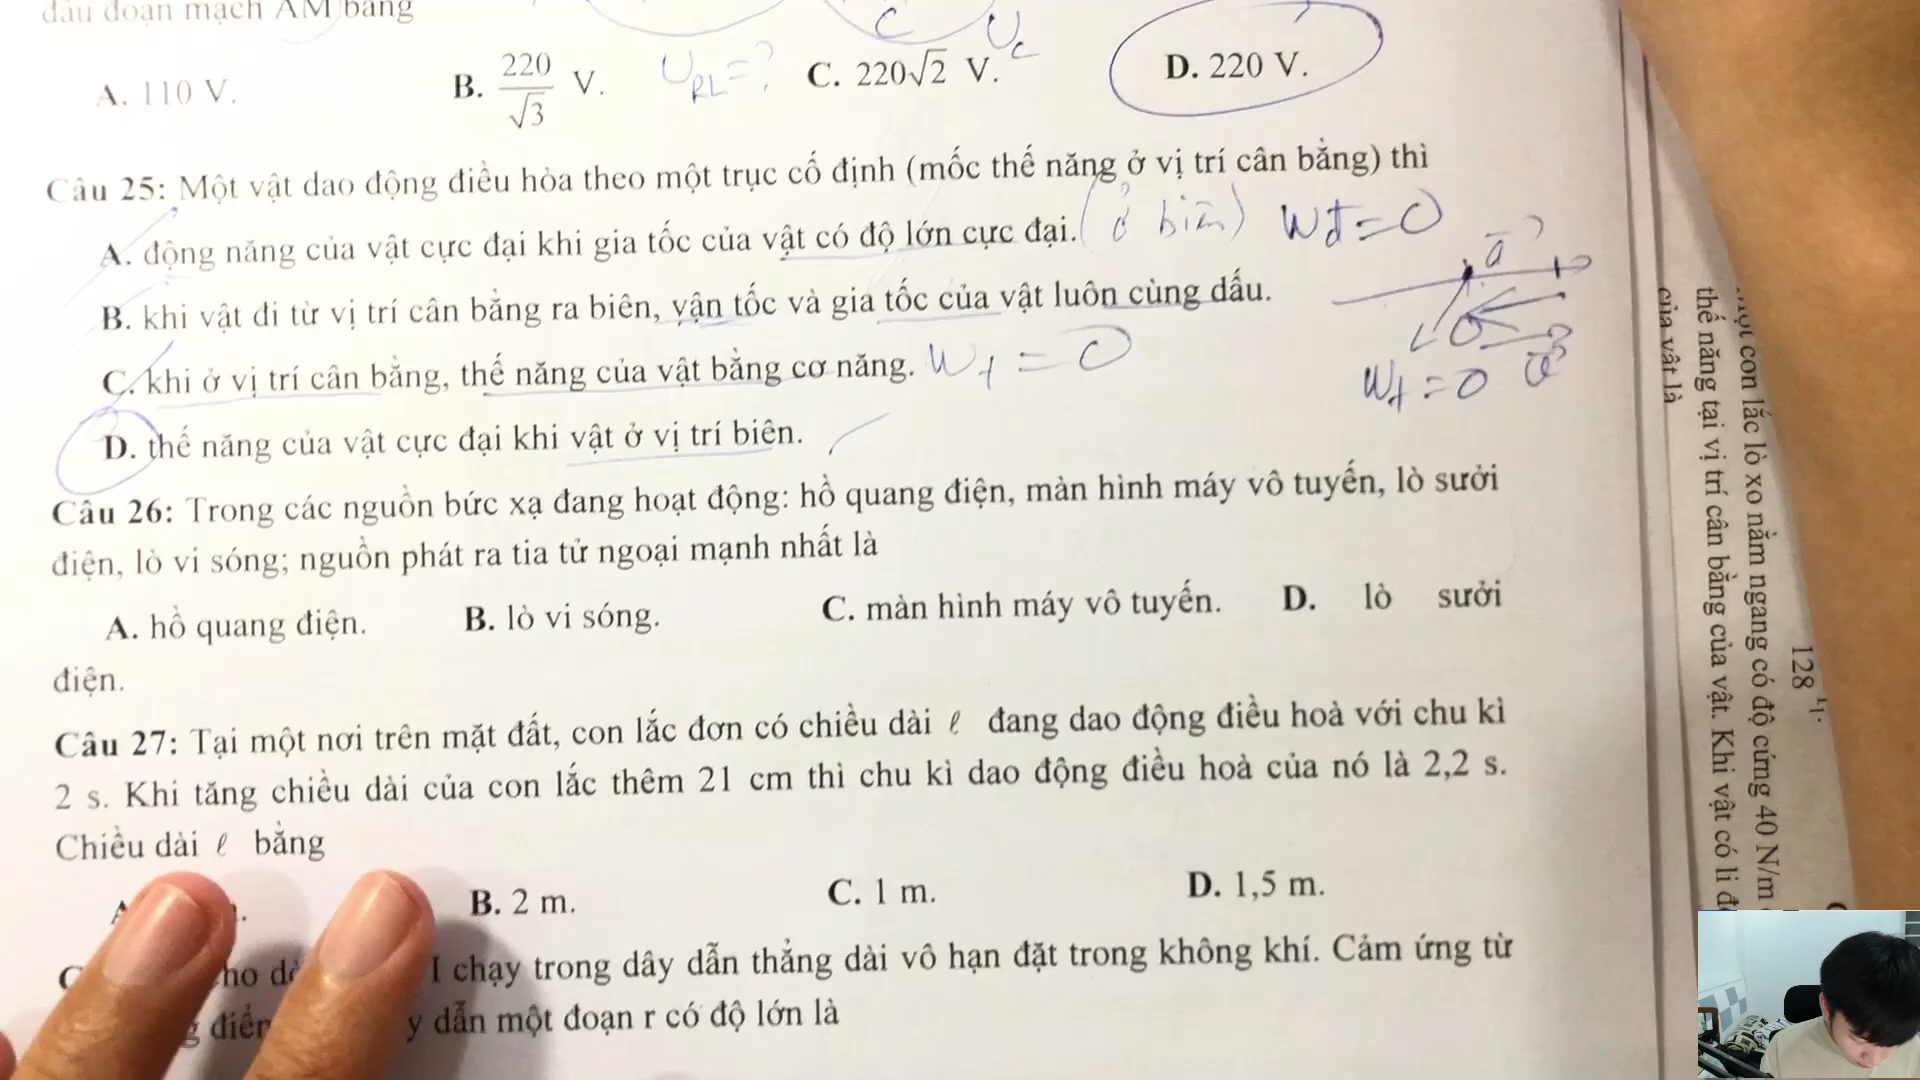 đầu đoạn mạch AM bằng
C U_C
A. 110 V. B. 220/√3 V. U_RL = ? C. 220√2 V. D. 220 V.
Câu 25: Một vật dao động điều hòa theo một trục cố định (mốc thế năng ở vị trí cân bằng) thì
A. động năng của vật cực đại khi gia tốc của vật có độ lớn cực đại. (ở biên) Wđ = 0
B. khi vật đi từ vị trí cân bằng ra biên, vận tốc và gia tốc của vật luôn cùng dấu.
C. khi ở vị trí cân bằng, thế năng của vật bằng cơ năng. Wt = 0
Wt = 0
D. thế năng của vật cực đại khi vật ở vị trí biên.
Câu 26: Trong các nguồn bức xạ đang hoạt động: hồ quang điện, màn hình máy vô tuyến, lò sưởi
điện, lò vi sóng; nguồn phát ra tia tử ngoại mạnh nhất là
A. hồ quang điện. B. lò vi sóng. C. màn hình máy vô tuyến. D. lò sưởi
điện.
Câu 27: Tại một nơi trên mặt đất, con lắc đơn có chiều dài ℓ đang dao động điều hoà với chu kì
2 s. Khi tăng chiều dài của con lắc thêm 21 cm thì chu kì dao động điều hoà của nó là 2,2 s.
Chiều dài ℓ bằng
B. 2 m. C. 1 m. D. 1,5 m.
I chạy trong dây dẫn thẳng dài vô hạn đặt trong không khí. Cảm ứng từ
dẫn một đoạn r có độ lớn là
128
con lắc lò xo nằm ngang có độ cứng 40 N/m
thế năng tại vị trí cân bằng của vật. Khi vật có li
của vật là